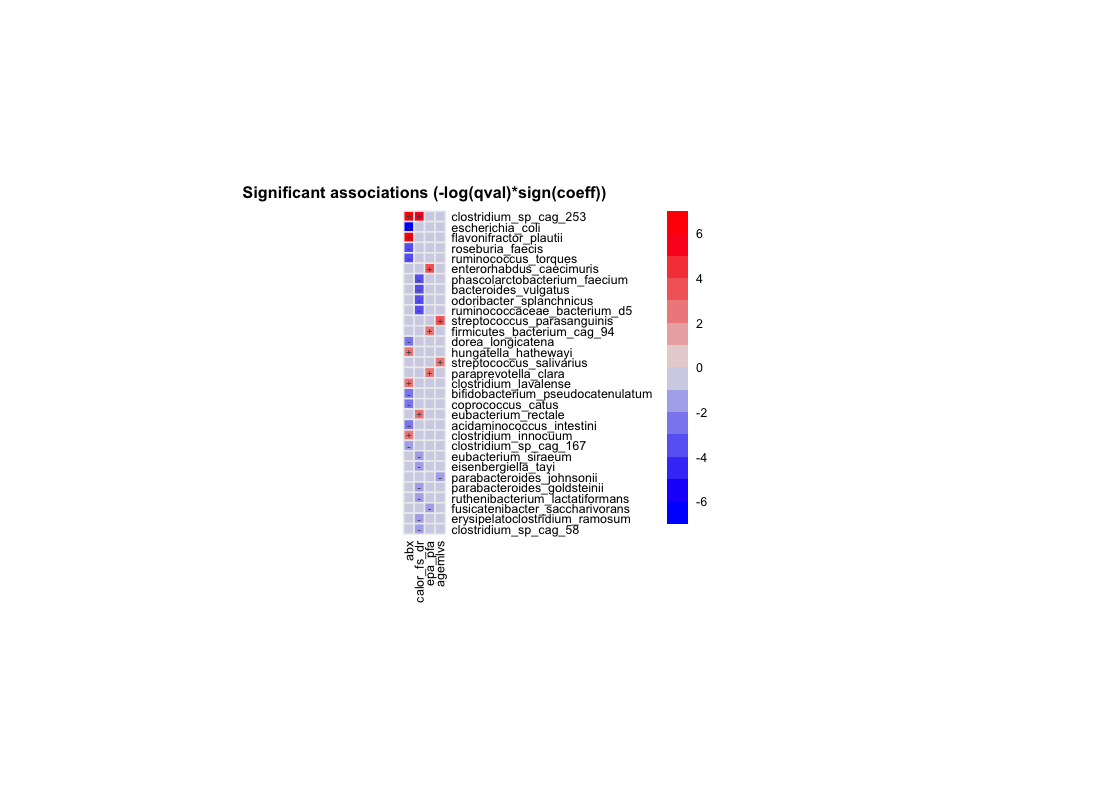 Significant associations (-log(qval)*sign(coeff))
clostridium_sp_cag_253
escherichia_coli
flavonifractor_plautii
roseburia_faecis
ruminococcus_torques
enterorhabdus_caecimuris
phascolarctobacterium_faecium
bacteroides_vulgatus
odoribacter_splanchnicus
ruminococcaceae_bacterium_d5
streptococcus_parasanguinis
firmicutes_bacterium_cag_94
dorea_longicatena
hungatella_hathewayi
streptococcus_salivarius
paraprevotella_clara
clostridium_lavalense
bifidobacterium_pseudocatenulatum
coprococcus_catus
eubacterium_rectale
acidaminococcus_intestini
clostridium_innocuum
clostridium_sp_cag_167
eubacterium_siraeum
eisenbergiella_tayi
parabacteroides_johnsonii
parabacteroides_goldsteinii
ruthenibacterium_lactatiformans
fusicatenibacter_saccharivorans
erysipelatoclostridium_ramosum
clostridium_sp_cag_58
6
4
2
0
-2
-4
-6
abx
calor_fs_dr
epa_pfa
agemlvs